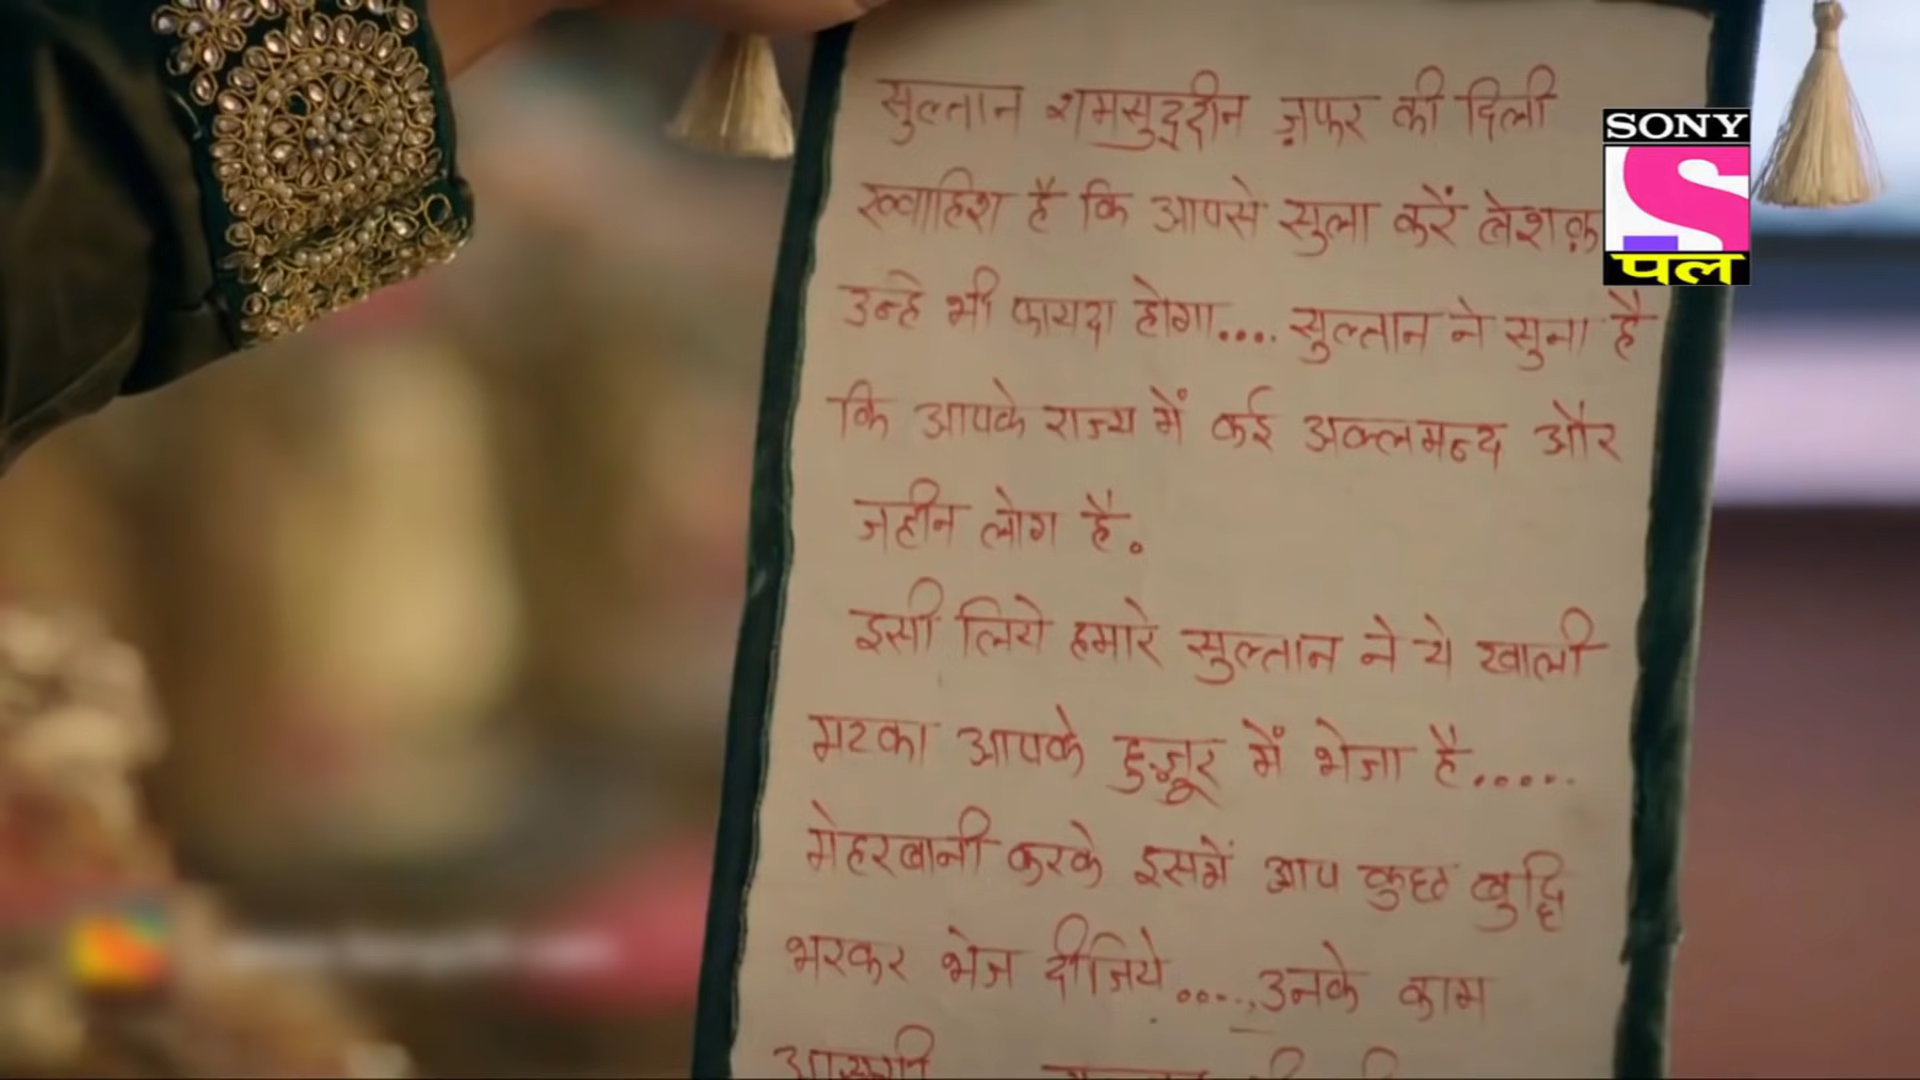 सुल्तान शमसुद्दीन ज़फर की दिली
SONY
ख्वाहिश है कि आपसे सुला करें बेशक़
S
पल
उन्हे भी फायदा होगा.... सुल्तान ने सुना है
कि आपके राज्य में कई अक्लमन्द और
जहीन लोग है.
इसी लिये हमारे सुल्तान ने ये खाली
मटका आपके हुज़ूर में भेजा है.....
मेहरबानी करके इसमें आप कुछ बुद्धि
भरकर भेज दीजिये.....उनके काम